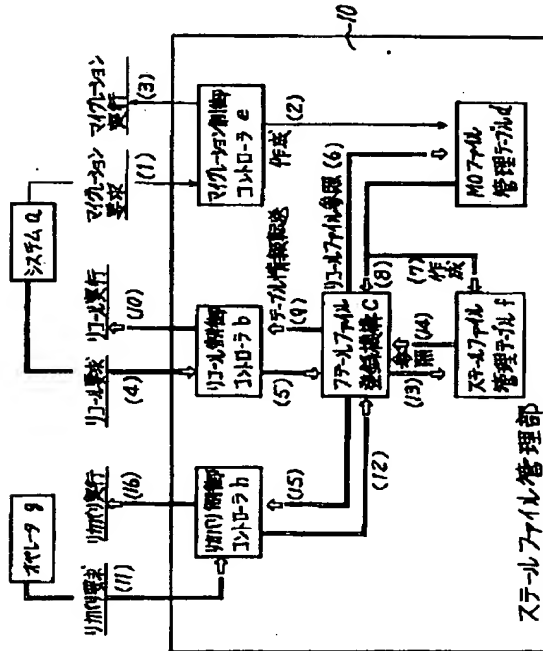 オペレータ g
システム a
リカバリ要求
(11)
リカバリ実行
(16)
リコール要求
(4)
リコール実行
(10)
マイグレーション
要求
(1)
マイグレーション
実行
(3)
10
リカバリ制御
コントローラ h
リコール制御
コントローラ b
マイグレーション制御
コントローラ e
(15)
(12)
(5)
テーブル情報転送
(9)
作成
(2)
リコールファイル参照 (6)
ステールファイル
登録機構 C
(8)
(7)
作成
(13)
参照
(14)
MOファイル
管理テーブル d
ステールファイル
管理テーブル f
ステールファイル管理部